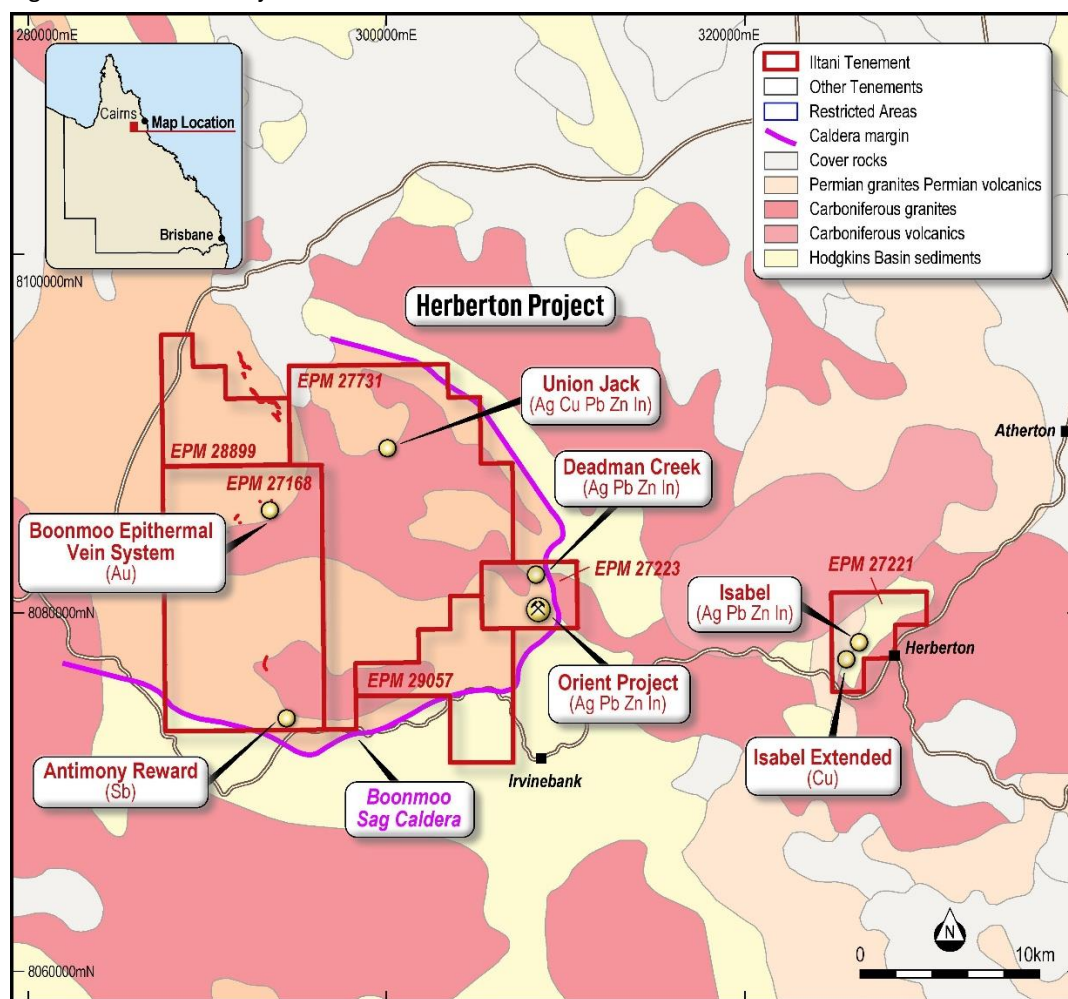 280000mE
300000mE
320000mE
Cairns
Map Location
Brisbane
Iltani Tenement
Other Tenements
Restricted Areas
Caldera margin
Cover rocks
Permian granites Permian volcanics
Carboniferous granites
Carboniferous volcanics
Hodgkins Basin sediments
8100000mN
Herberton Project
EPM 27731
Union Jack
(Ag Cu Pb Zn In)
Atherton
EPM 28899
Deadman Creek
(Ag Pb Zn In)
EPM 27168
Boonmoo Epithermal
Vein System
(Au)
EPM 27223
EPM 27221
Isabel
(Ag Pb Zn In)
8080000mN
Herberton
EPM 29057
Orient Project
(Ag Pb Zn In)
Antimony Reward
(Sb)
Irvinebank
Isabel Extended
(Cu)
Boonmoo
Sag Caldera
N
0
10km
8060000mN